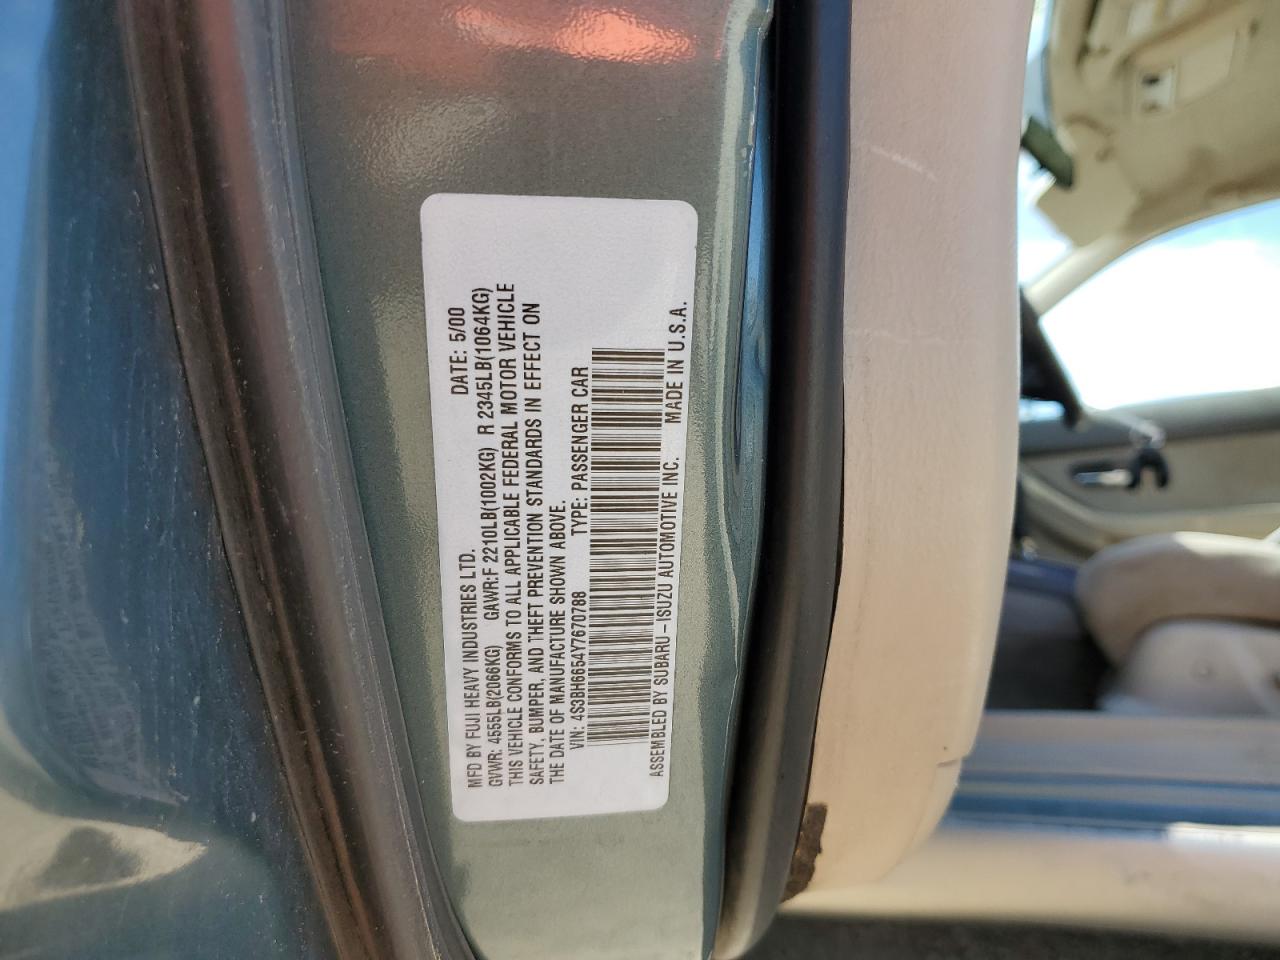 MFD BY FUJI HEAVY INDUSTRIES LTD. DATE: 5/00
GVWR: 4555LB(2066KG) GAWR:F 2210LB(1002KG) R 2345LB(1064KG)
THIS VEHICLE CONFORMS TO ALL APPLICABLE FEDERAL MOTOR VEHICLE
SAFETY, BUMPER, AND THEFT PREVENTION STANDARDS IN EFFECT ON
THE DATE OF MANUFACTURE SHOWN ABOVE.
VIN: 4S3BH6654Y7670788 TYPE: PASSENGER CAR
ASSEMBLED BY SUBARU-ISUZU AUTOMOTIVE INC. MADE IN U.S.A.